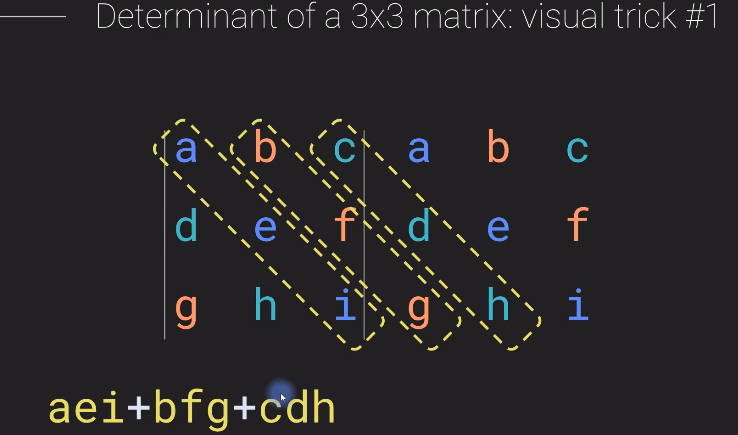 Determinant of a 3x3 matrix: visual trick #1
a b c a b c
d e f d e f
g h i g h i
aei+bfg+cdh